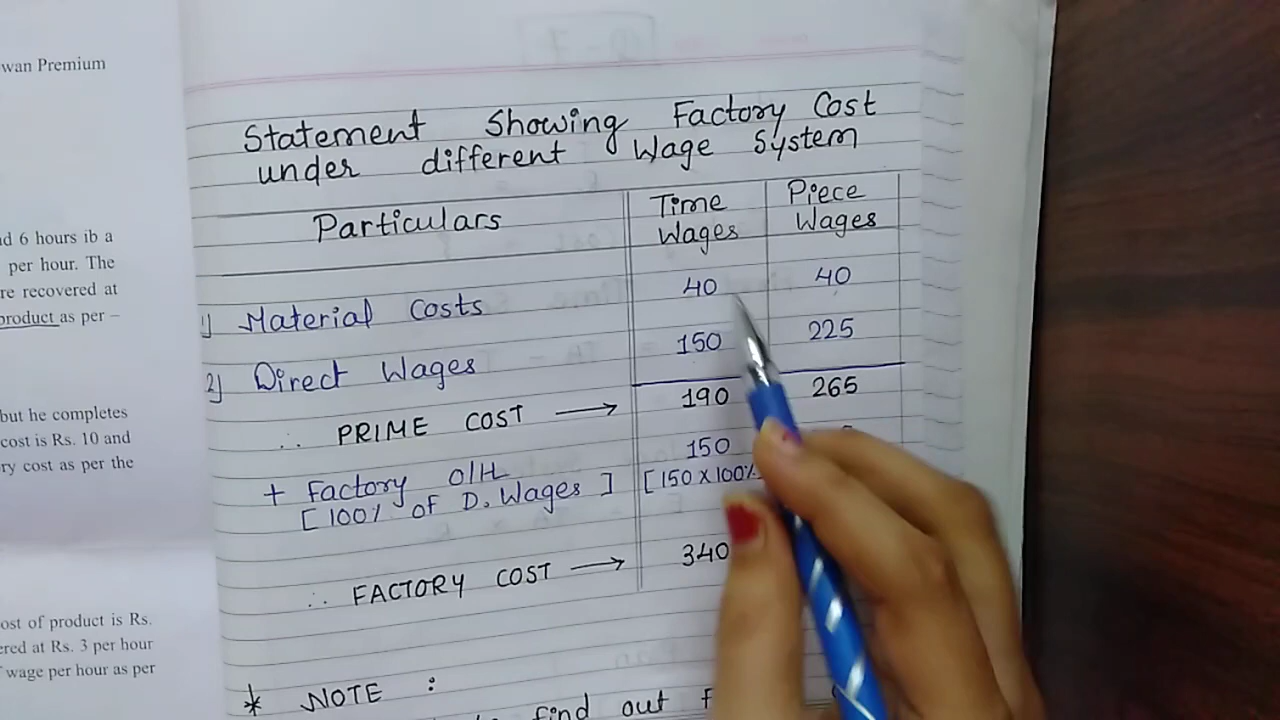 wan Premium
d 6 hours ib a
per hour. The
re recovered at
product as per –
but he completes
cost is Rs. 10 and
ry cost as per the
ost of product is Rs.
ered at Rs. 3 per hour
wage per hour as per
Statement Showing Factory Cost
under different Wage System
Particulars Time Wages Piece Wages
1) Material Costs 40 40
2) Direct Wages 150 225
∴ PRIME COST → 190 265
+ Factory O/H 150
[100% of D. Wages] [150 x 100%
∴ FACTORY COST → 340
* NOTE :
find out